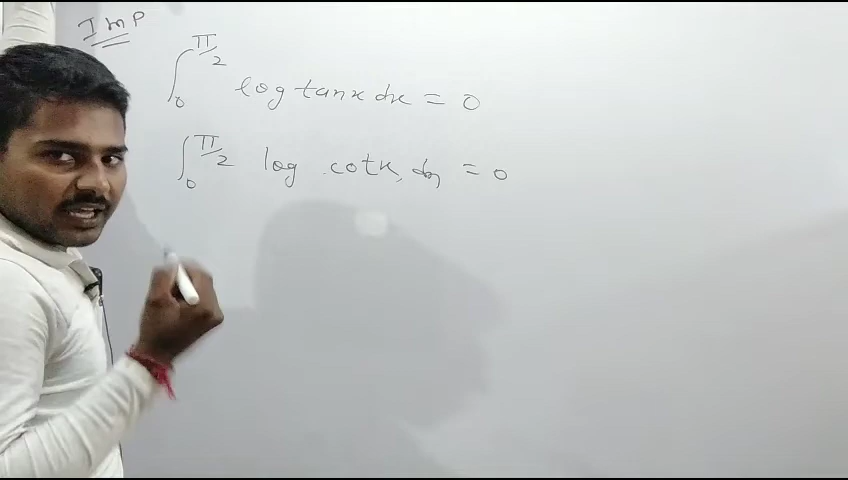 IMP
∫₀^{π/2} log tanx dx = 0
∫₀^{π/2} log cotx, dx = 0